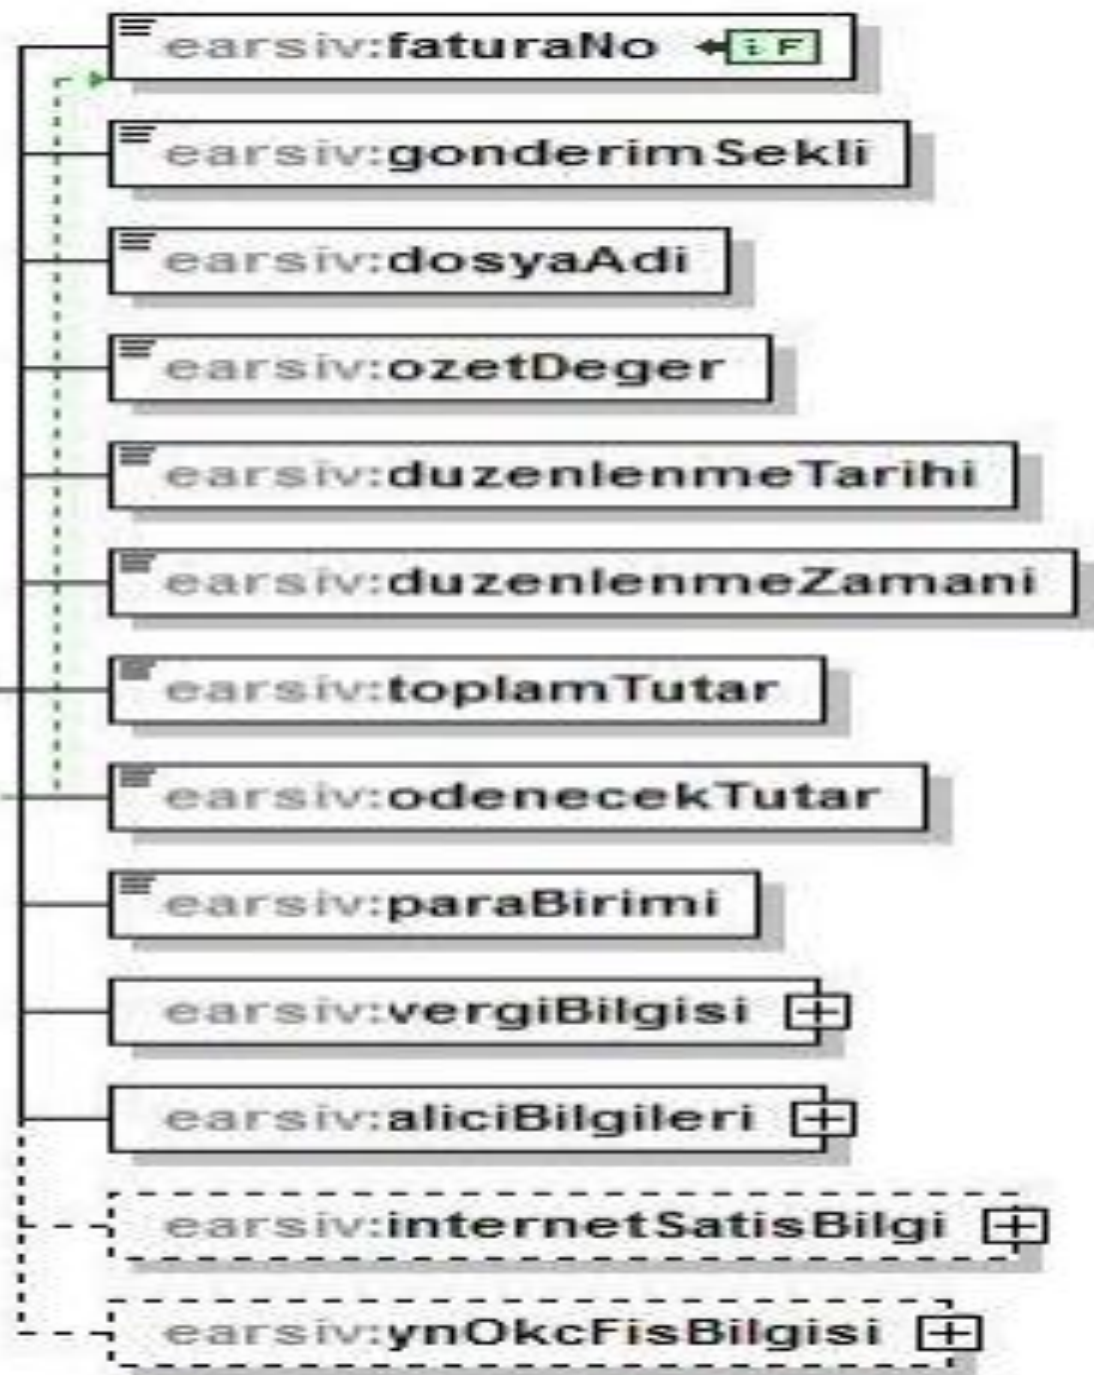 earsiv:faturaNo i F
earsiv:gonderimSekli
earsiv:dosyaAdi
earsiv:ozetDeger
earsiv:duzenlenmeTarihi
earsiv:duzenlenmeZamani
earsiv:toplamTutar
earsiv:odenecekTutar
earsiv:paraBirimi
earsiv:vergiBilgisi
earsiv:aliciBilgileri
earsiv:internetSatisBilgi
earsiv:ynOkcFisBilgisi